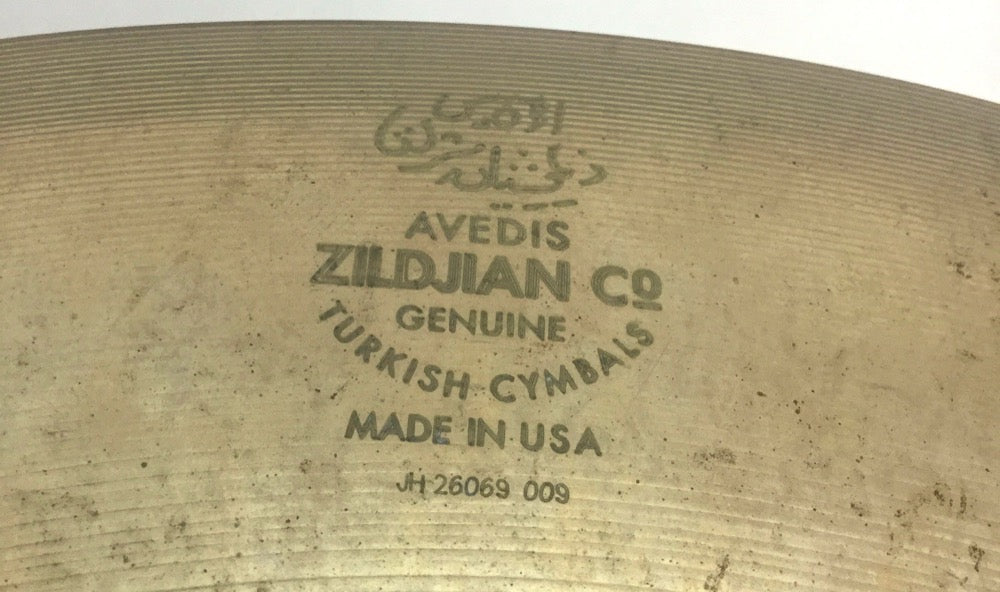 AVEDIS
ZILDJIAN Co
GENUINE
TURKISH CYMBALS
MADE IN USA
JH 26069 009